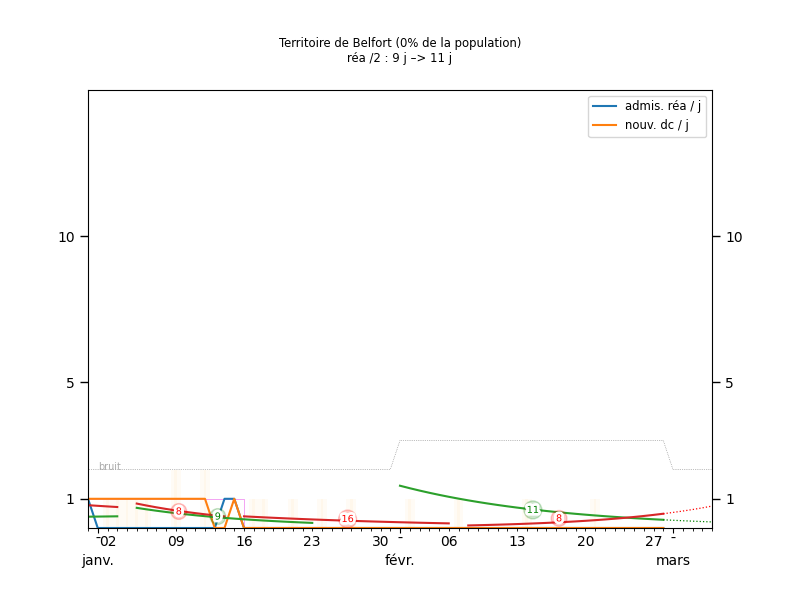 Territoire de Belfort (0% de la population)
réa /2 : 9 j –> 11 j
admis. réa / j
nouv. dc / j
10
10
5
5
bruit
1
1
8
9
16
11
8
02
09
16
23
30
06
13
20
27
janv.
févr.
mars